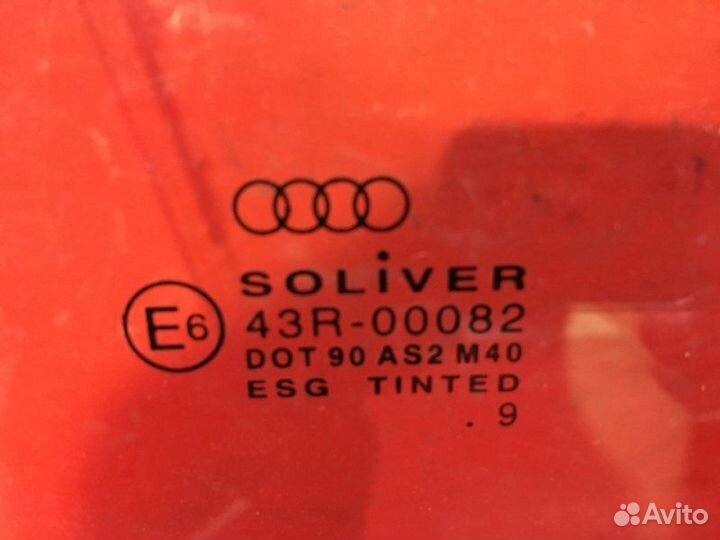 SOLiVER
E6 43R-00082
DOT 90 AS2 M40
ESG TINTED
. 9
Avito